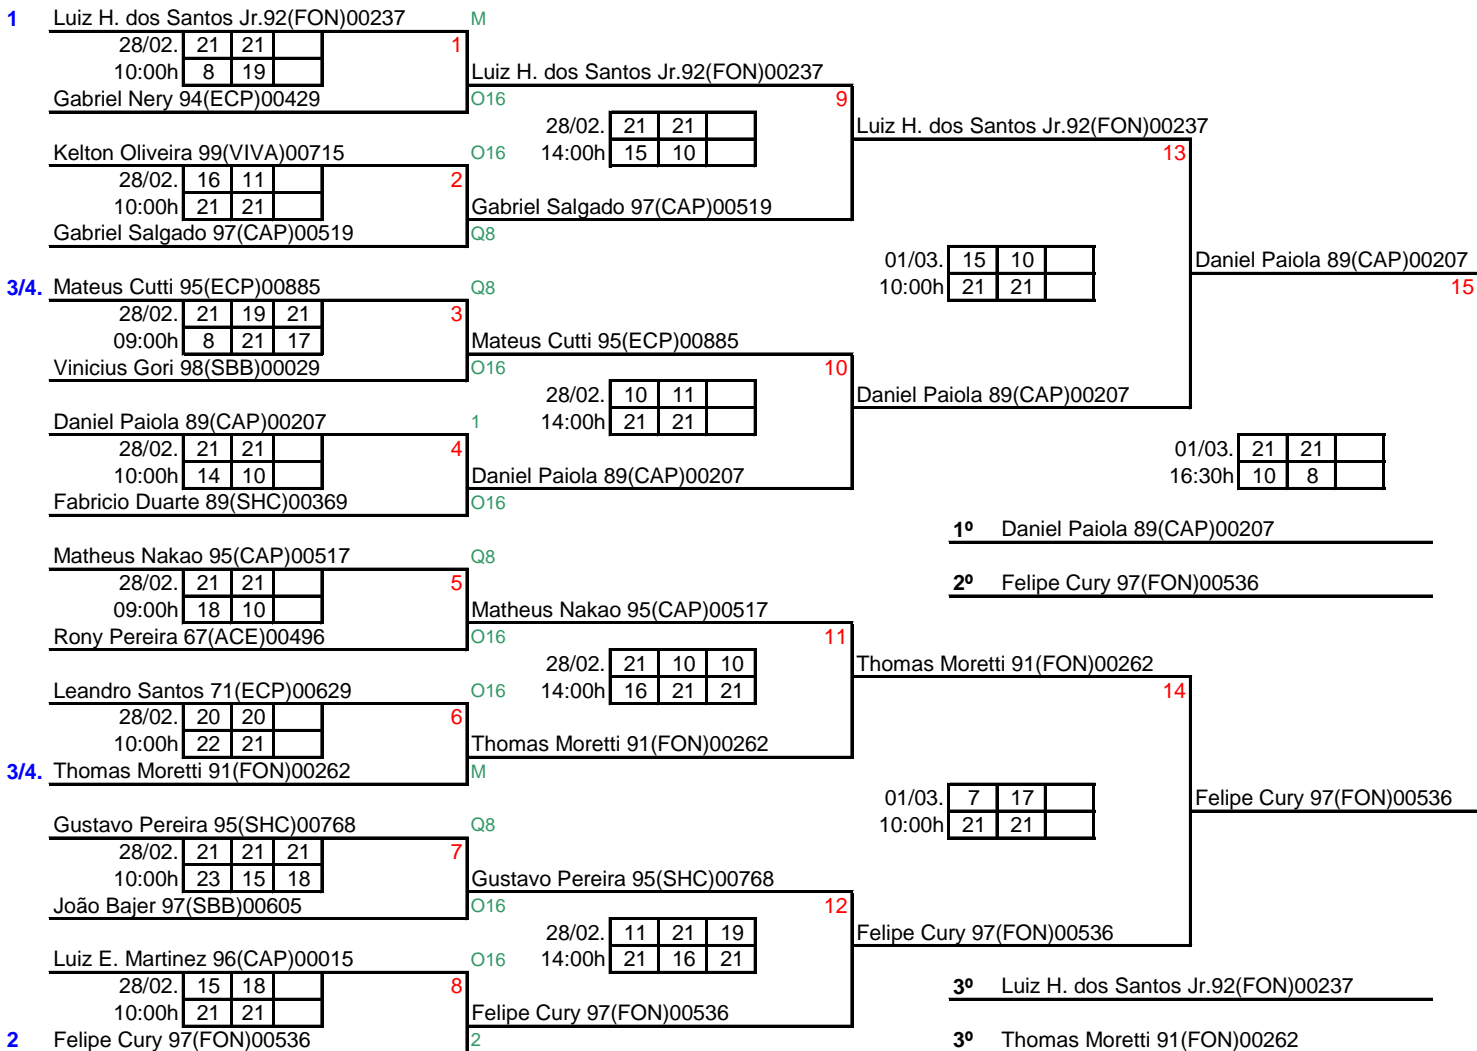 1 Luiz H. dos Santos Jr.92(FON)00237 M
28/02. 21 21 1
10:00h 8 19 Luiz H. dos Santos Jr.92(FON)00237
Gabriel Nery 94(ECP)00429 O16 9
28/02. 21 21 Luiz H. dos Santos Jr.92(FON)00237
Kelton Oliveira 99(VIVA)00715 O16 14:00h 15 10 13
28/02. 16 11 2
10:00h 21 21 Gabriel Salgado 97(CAP)00519
Gabriel Salgado 97(CAP)00519 Q8
01/03. 15 10 Daniel Paiola 89(CAP)00207
3/4. Mateus Cutti 95(ECP)00885 Q8 10:00h 21 21 15
28/02. 21 19 21 3
09:00h 8 21 17 Mateus Cutti 95(ECP)00885
Vinicius Gori 98(SBB)00029 O16 10
28/02. 10 11 Daniel Paiola 89(CAP)00207
Daniel Paiola 89(CAP)00207 1 14:00h 21 21
28/02. 21 21 4 01/03. 21 21
10:00h 14 10 Daniel Paiola 89(CAP)00207 16:30h 10 8
Fabricio Duarte 89(SHC)00369 O16
1º Daniel Paiola 89(CAP)00207
Matheus Nakao 95(CAP)00517 Q8
28/02. 21 21 5 2º Felipe Cury 97(FON)00536
09:00h 18 10 Matheus Nakao 95(CAP)00517
Rony Pereira 67(ACE)00496 O16 11
28/02. 21 10 10 Thomas Moretti 91(FON)00262
Leandro Santos 71(ECP)00629 O16 14:00h 16 21 21 14
28/02. 20 20 6
10:00h 22 21 Thomas Moretti 91(FON)00262
3/4. Thomas Moretti 91(FON)00262 M
01/03. 7 17 Felipe Cury 97(FON)00536
Gustavo Pereira 95(SHC)00768 Q8 10:00h 21 21
28/02. 21 21 21 7
10:00h 23 15 18 Gustavo Pereira 95(SHC)00768
João Bajer 97(SBB)00605 O16 12
28/02. 11 21 19 Felipe Cury 97(FON)00536
Luiz E. Martinez 96(CAP)00015 O16 14:00h 21 16 21
28/02. 15 18 8 3º Luiz H. dos Santos Jr.92(FON)00237
10:00h 21 21 Felipe Cury 97(FON)00536
2 Felipe Cury 97(FON)00536 2 3º Thomas Moretti 91(FON)00262